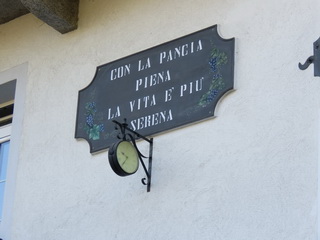 CON LA PANCIA
PIENA
LA VITA E' PIU'
SERENA